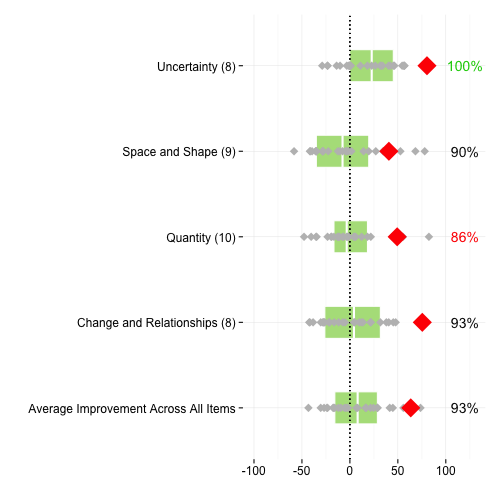 Uncertainty (8) 100%
Space and Shape (9) 90%
Quantity (10) 86%
Change and Relationships (8) 93%
Average Improvement Across All Items 93%
-100 -50 0 50 100